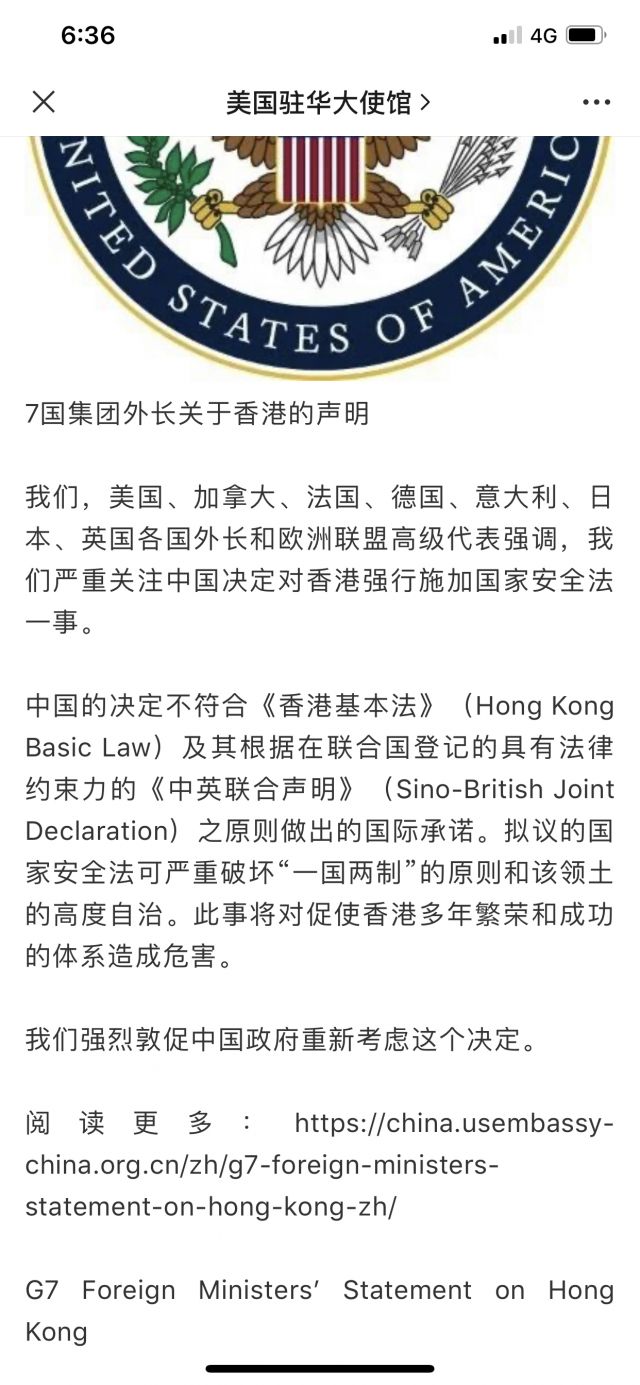 6:36
4G
美国驻华大使馆
UNITED STATES OF AMERIC
7国集团外长关于香港的声明
我们，美国、加拿大、法国、德国、意大利、日
本、英国各国外长和欧洲联盟高级代表强调，我
们严重关注中国决定对香港强行施加国家安全法
一事。
中国的决定不符合《香港基本法》（Hong Kong
Basic Law）及其根据在联合国登记的具有法律
约束力的《中英联合声明》（Sino-British Joint
Declaration）之原则做出的国际承诺。拟议的国
家安全法可严重破坏“一国两制”的原则和该领土
的高度自治。此事将对促使香港多年繁荣和成功
的体系造成危害。
我们强烈敦促中国政府重新考虑这个决定。
阅读更多：https://china.usembassy-
china.org.cn/zh/g7-foreign-ministers-
statement-on-hong-kong-zh/
G7 Foreign Ministers’ Statement on Hong
Kong